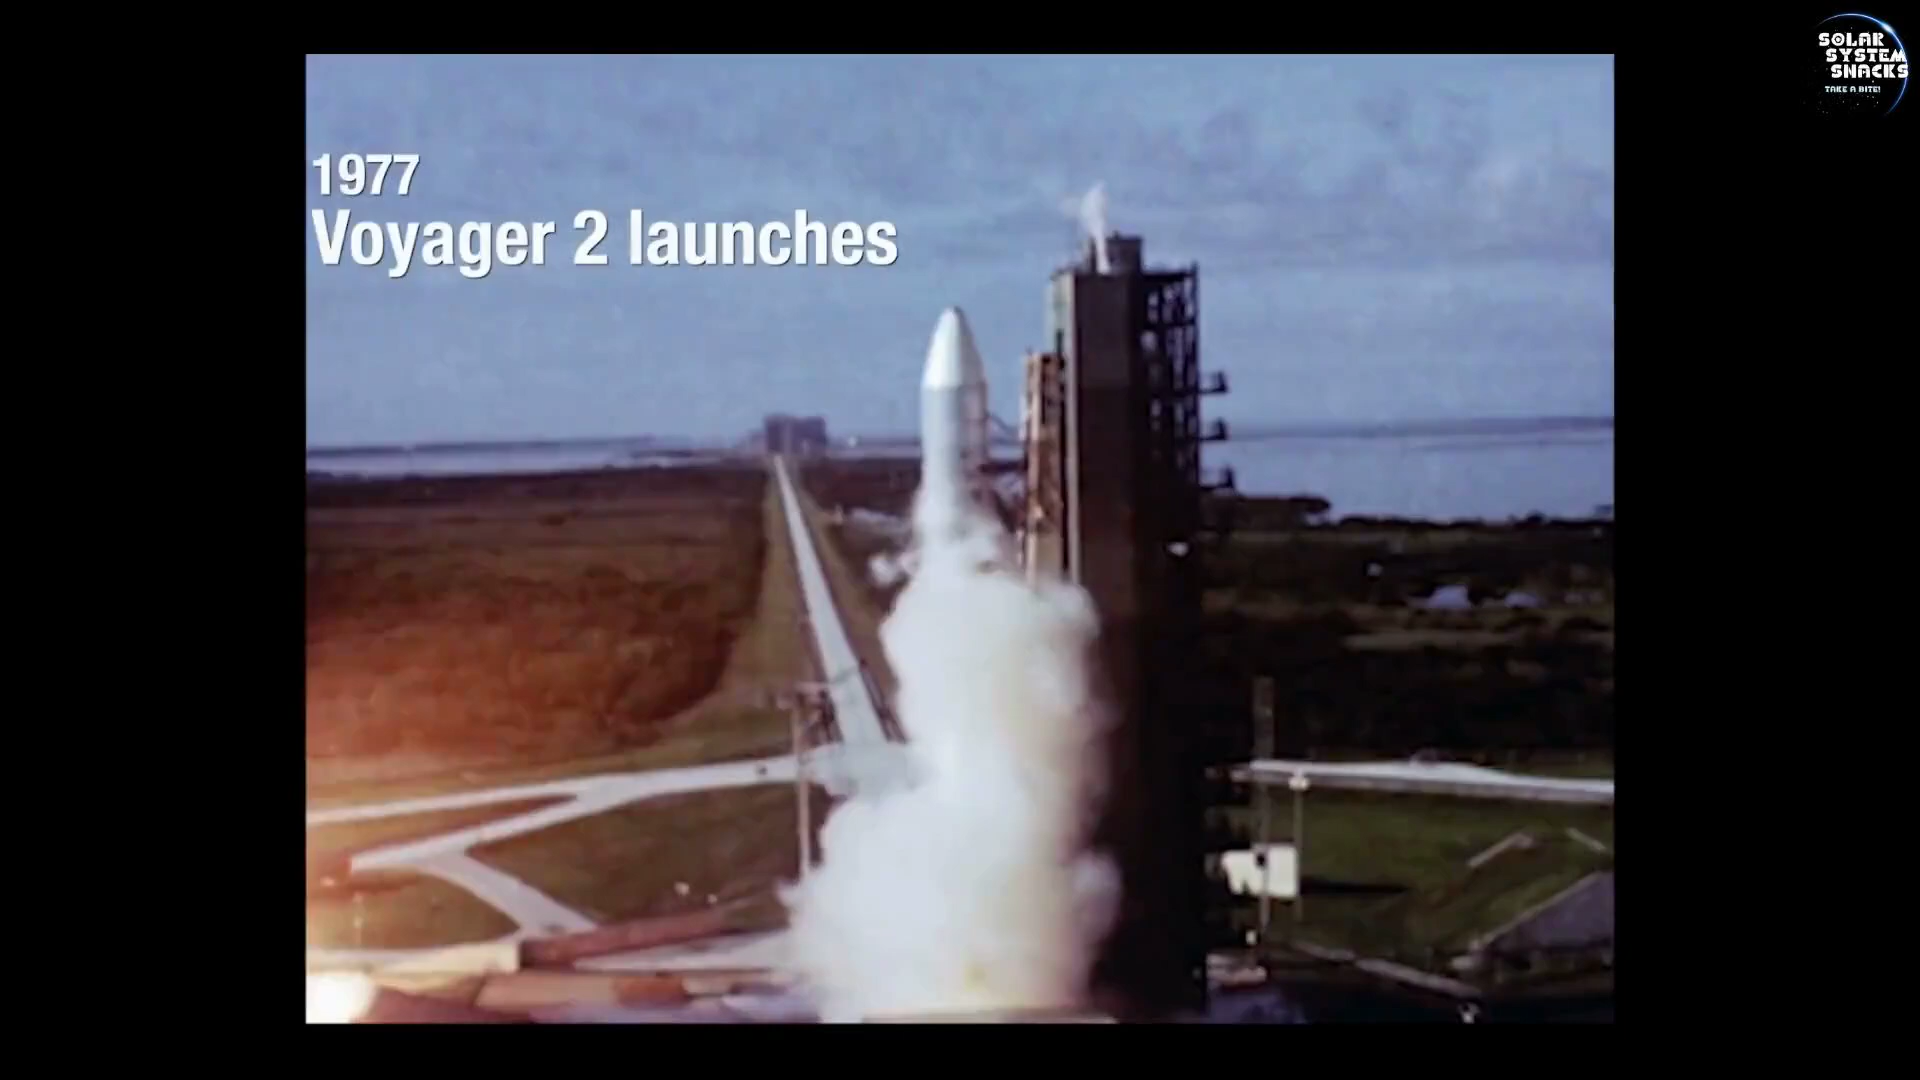 1977
Voyager 2 launches
SOLAR
SYSTEM
SNACKS
TAKE A BITE!